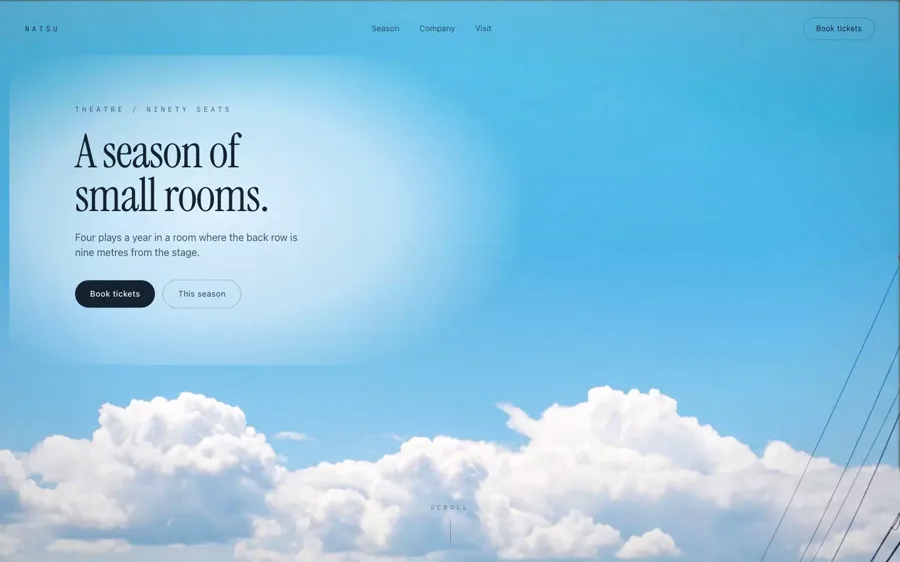 NATSU
Season
Company
Visit
Book tickets
THEATRE / NINETY SEATS
A season of
small rooms.
Four plays a year in a room where the back row is
nine metres from the stage.
Book tickets
This season
SCROLL